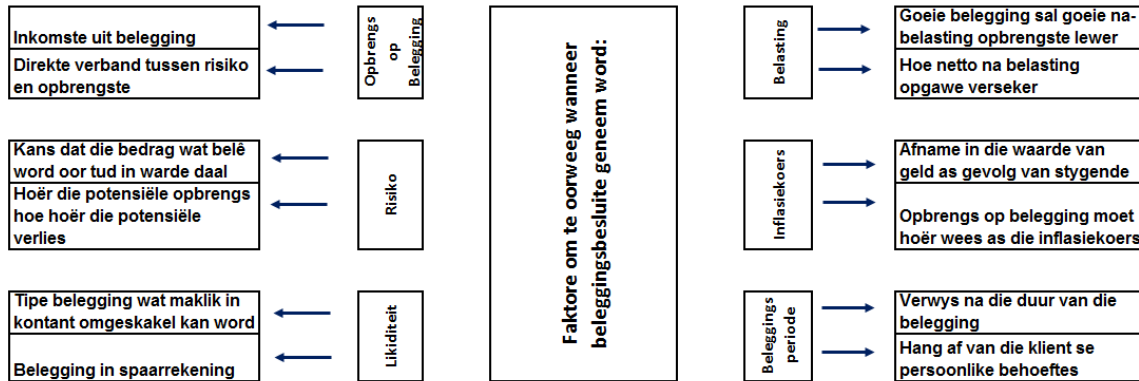 Inkomste uit belegging
Direkte verband tussen risiko
en opbrengste
Opbrengs
op
Belegging
Kans dat die bedrag wat belê
word oor tud in warde daal
Hoër die potensiële opbrengs
hoe hoër die potensiële
verlies
Risiko
Tipe belegging wat maklik in
kontant omgeskakel kan word
Belegging in spaarrekening
Likiditeit
Faktore om te oorweeg wanneer
beleggingsbesluite geneem word:
Belasting
Goeie belegging sal goeie na-
belasting opbrengste lewer
Hoe netto na belasting
opgawe verseker
Inflasiekoers
Afname in die waarde van
geld as gevolg van stygende
Opbrengs op belegging moet
hoër wees as die inflasiekoers
Beleggings
periode
Verwys na die duur van die
belegging
Hang af van die klient se
persoonlike behoeftes